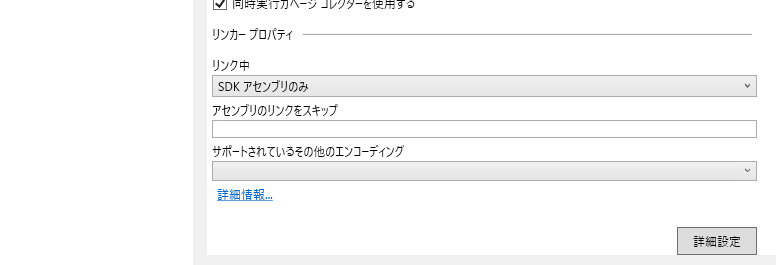 同時実行ガベージ コレクターを使用する
リンカー プロパティ
リンク中
SDK アセンブリのみ
アセンブリのリンクをスキップ
サポートされているその他のエンコーディング
詳細情報...
詳細設定